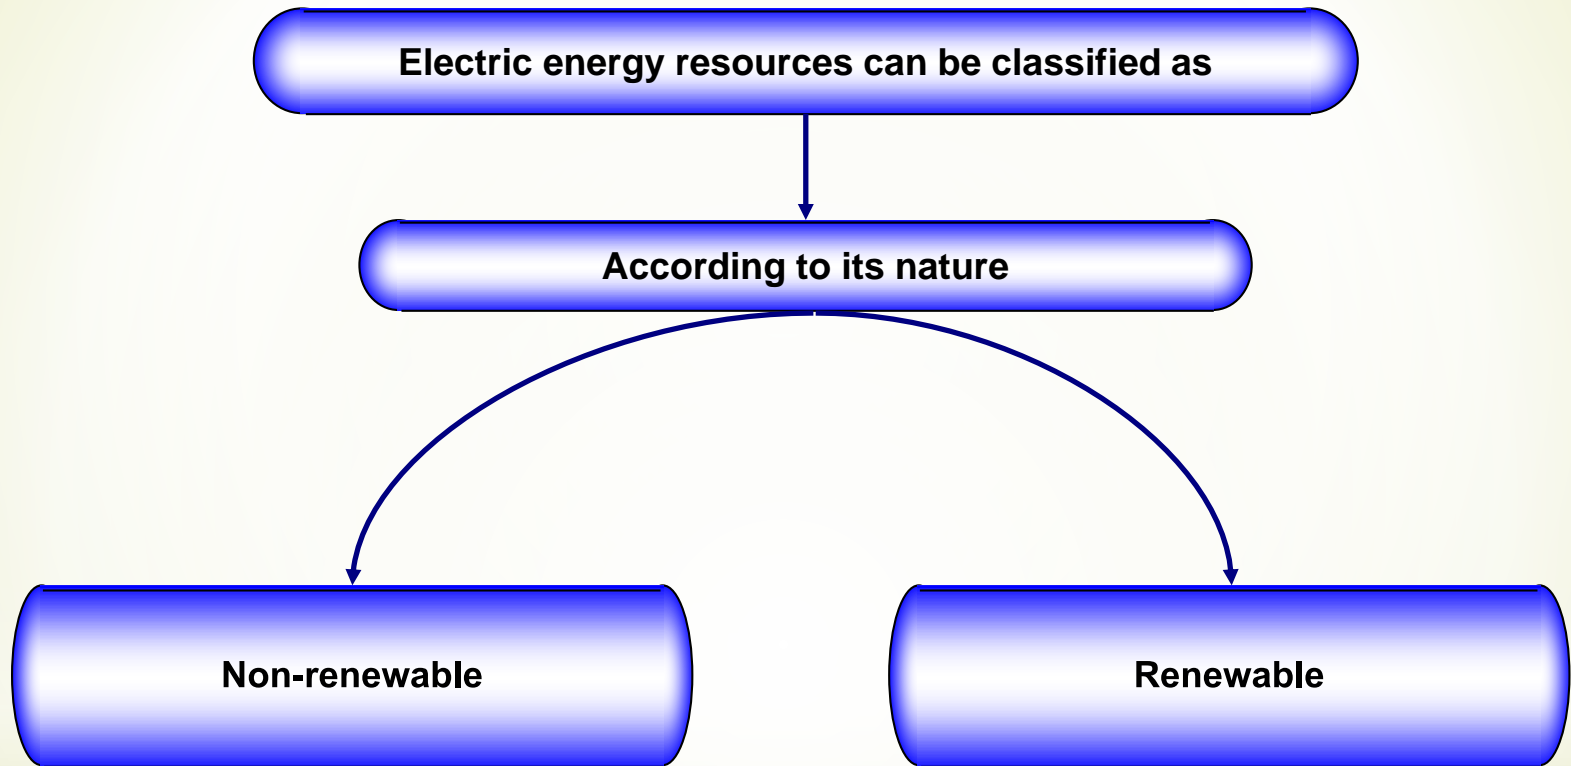 Electric energy resources can be classified as
According to its nature
Non-renewable
Renewable